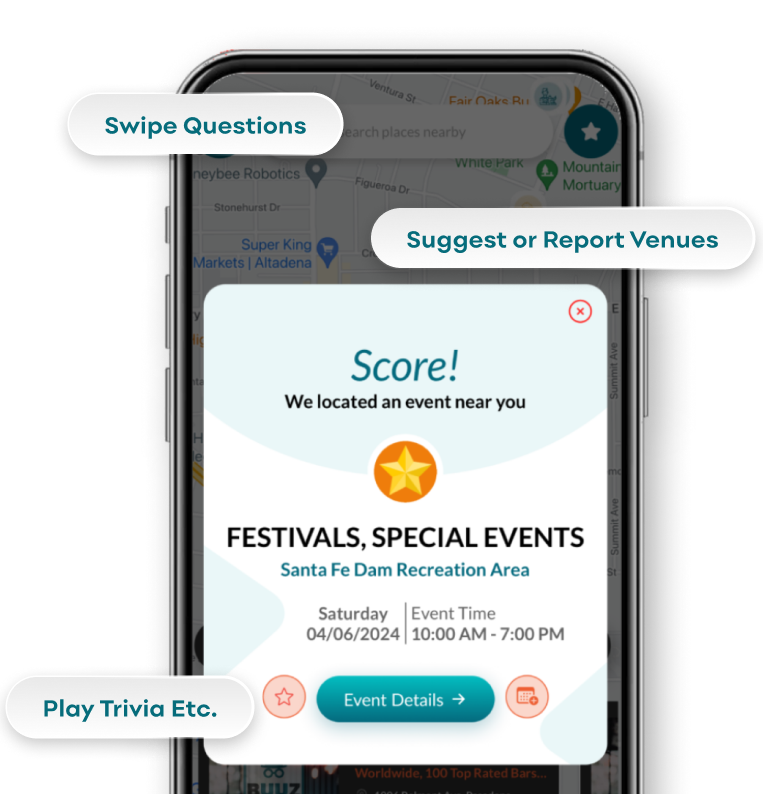 Ventura St
Fair Oaks Bu
Swipe Questions
earch places nearby
White Park
neybee Robotics
Mountain
Mortuary
Figueroa Dr
Stonehurst Dr
Suggest or Report Venues
Super King
Markets | Altadena
E
Summit Ave
Score!
We located an event near you
FESTIVALS, SPECIAL EVENTS
Summit Ave
Santa Fe Dam Recreation Area
St
Saturday
04/06/2024
Event Time
10:00 AM - 7:00 PM
Play Trivia Etc.
Event Details →
Worldwide, 100 Top Rated Bars...
BUUZ